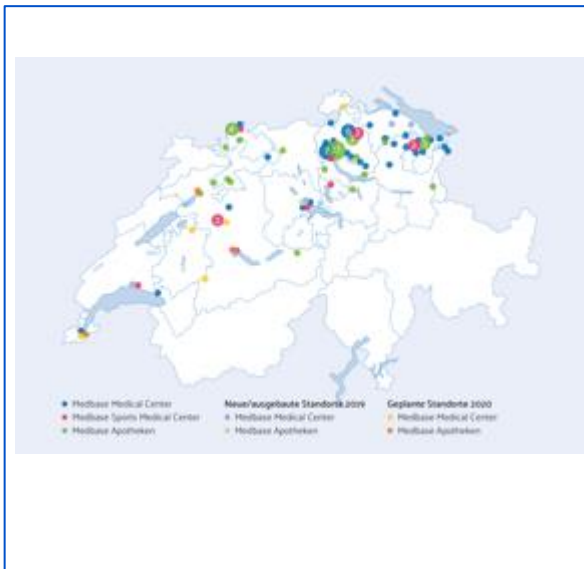 Medbase Medical Center
Medbase Sports Medical Center
Medbase Apotheken
Neue/ausgebaute Standorte 2019
Medbase Medical Center
Medbase Apotheken
Geplante Standorte 2020
Medbase Medical Center
Medbase Apotheken